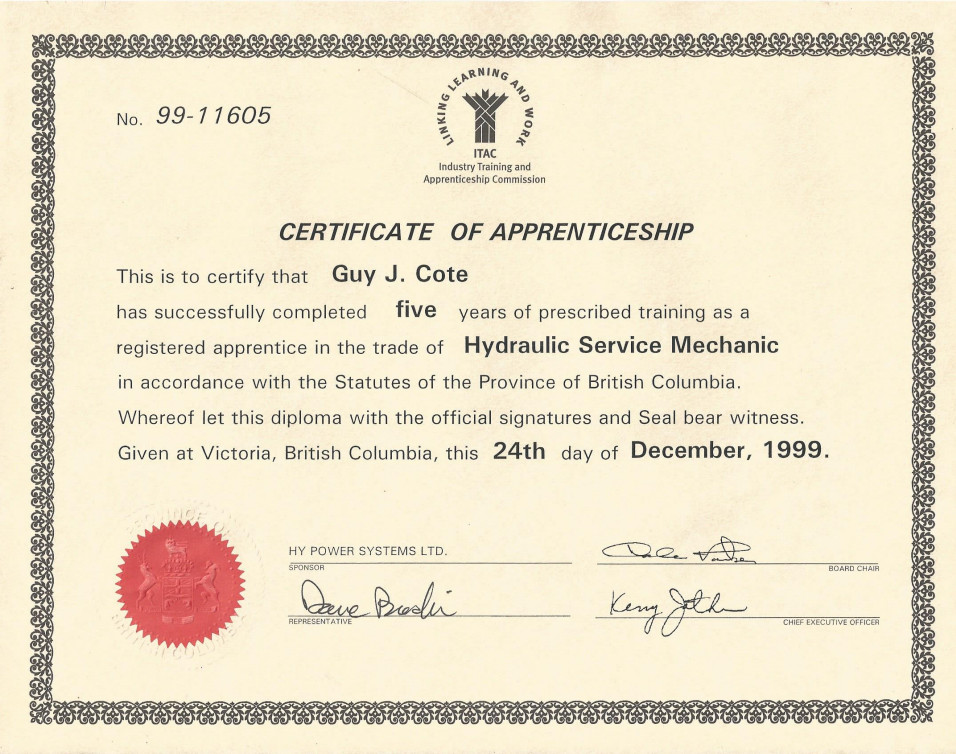 No. 99-11605
LINKING LEARNING AND WORK
ITAC
Industry Training and
Apprenticeship Commission
CERTIFICATE OF APPRENTICESHIP
This is to certify that Guy J. Cote
has successfully completed five years of prescribed training as a
registered apprentice in the trade of Hydraulic Service Mechanic
in accordance with the Statutes of the Province of British Columbia.
Whereof let this diploma with the official signatures and Seal bear witness.
Given at Victoria, British Columbia, this 24th day of December, 1999.
HY POWER SYSTEMS LTD.
SPONSOR
BOARD CHAIR
Dave
REPRESENTATIVE
Kerry
CHIEF EXECUTIVE OFFICER